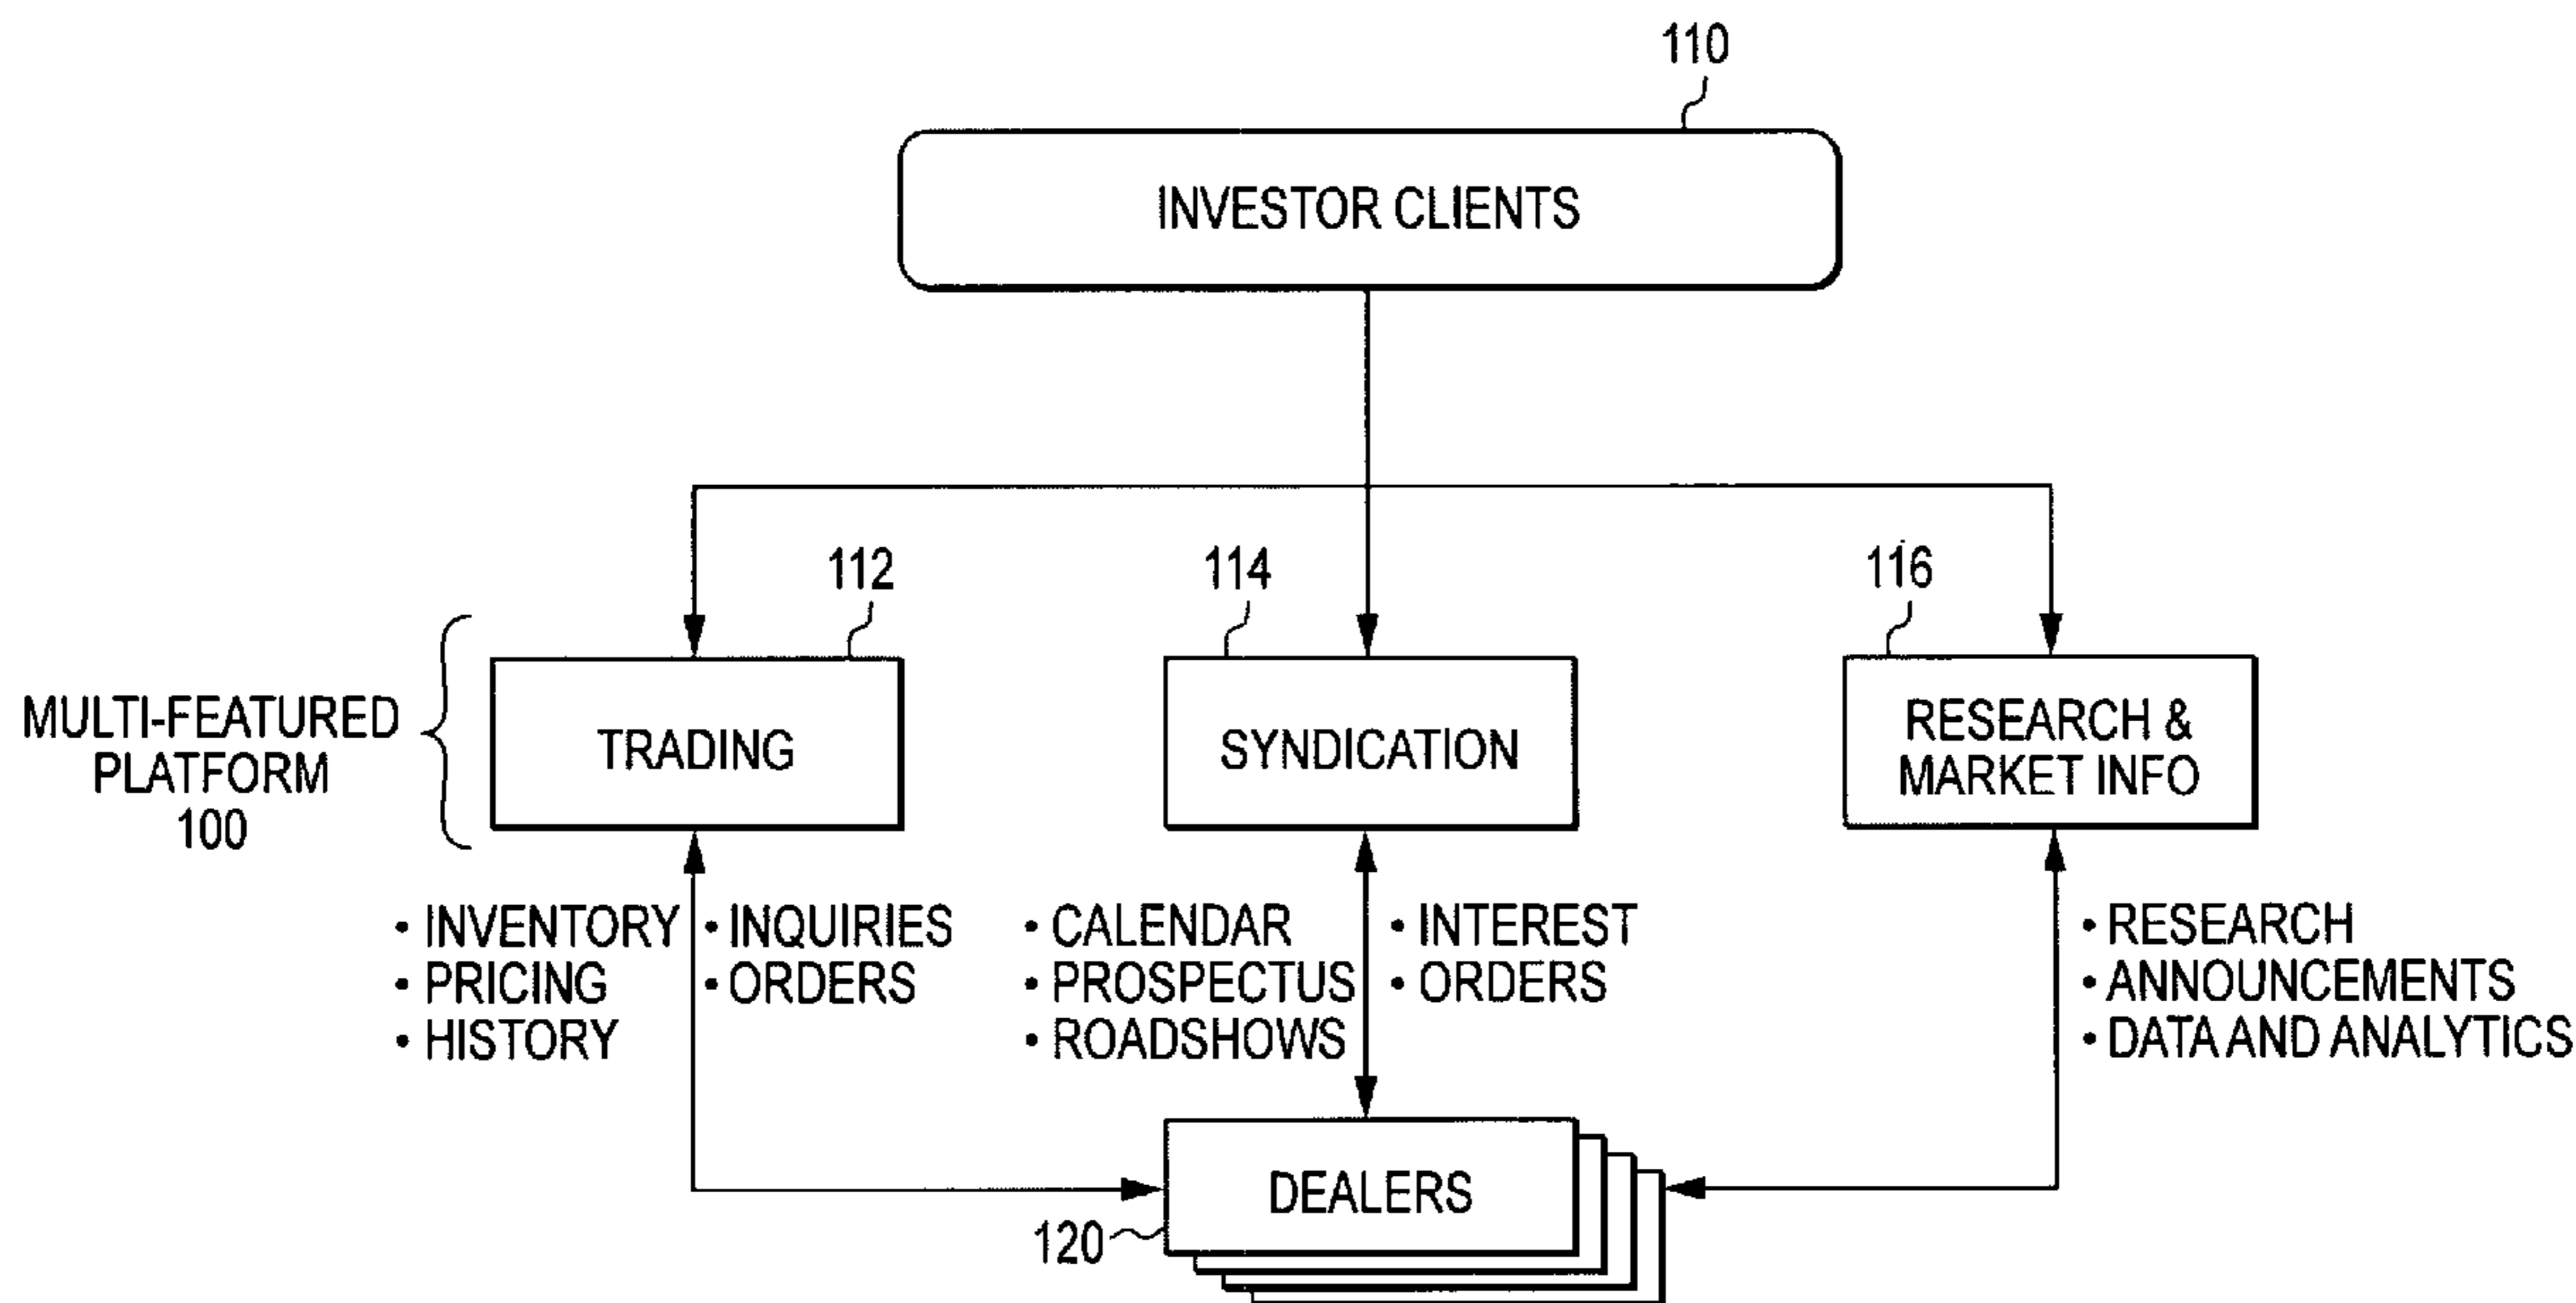 110
INVESTOR CLIENTS
112
114
116
MULTI-FEATURED
PLATFORM
100
TRADING
SYNDICATION
RESEARCH &
MARKET INFO
• INVENTORY
• PRICING
• HISTORY
• INQUIRIES
• ORDERS
• CALENDAR
• PROSPECTUS
• ROADSHOWS
• INTEREST
• ORDERS
• RESEARCH
• ANNOUNCEMENTS
• DATA AND ANALYTICS
DEALERS
120